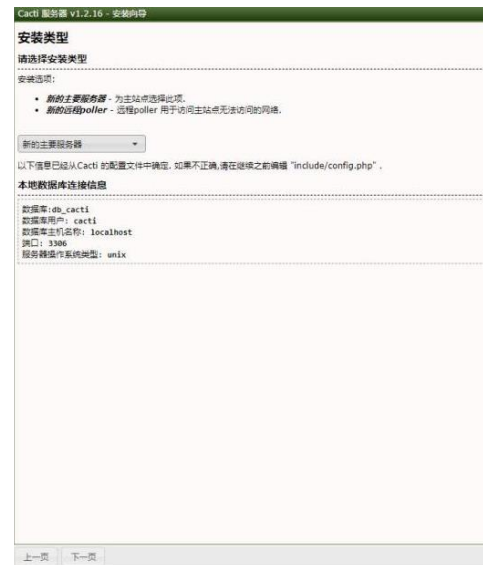 Cacti 服务器 v1.2.16 - 安装向导
安装类型
请选择安装类型
安装选项:
• 新的主要服务器 - 为主站点选择此项.
• 新的远程poller - 远程poller 用于访问主站点无法访问的网络.
新的主要服务器
以下信息已经从Cacti 的配置文件中确定. 如果不正确,请在继续之前编辑 "include/config.php" .
本地数据库连接信息
数据库:db_cacti
数据库用户: cacti
数据库主机名称: localhost
端口: 3306
服务器操作系统类型: unix
上一页 下一页